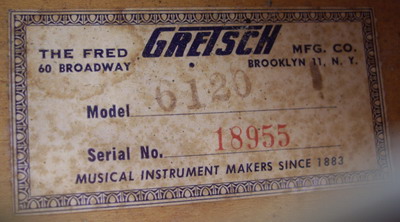 THE FRED GRETSCH MFG. CO.
60 BROADWAY BROOKLYN 11, N. Y.
Model 6120
Serial No. 18955
MUSICAL INSTRUMENT MAKERS SINCE 1883